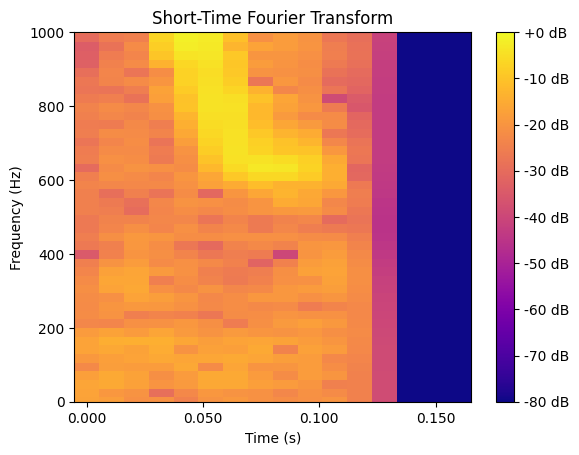 Short-Time Fourier Transform
1000
800
600
400
200
0
Frequency (Hz)
0.000
0.050
0.100
0.150
Time (s)
+0 dB
-10 dB
-20 dB
-30 dB
-40 dB
-50 dB
-60 dB
-70 dB
-80 dB